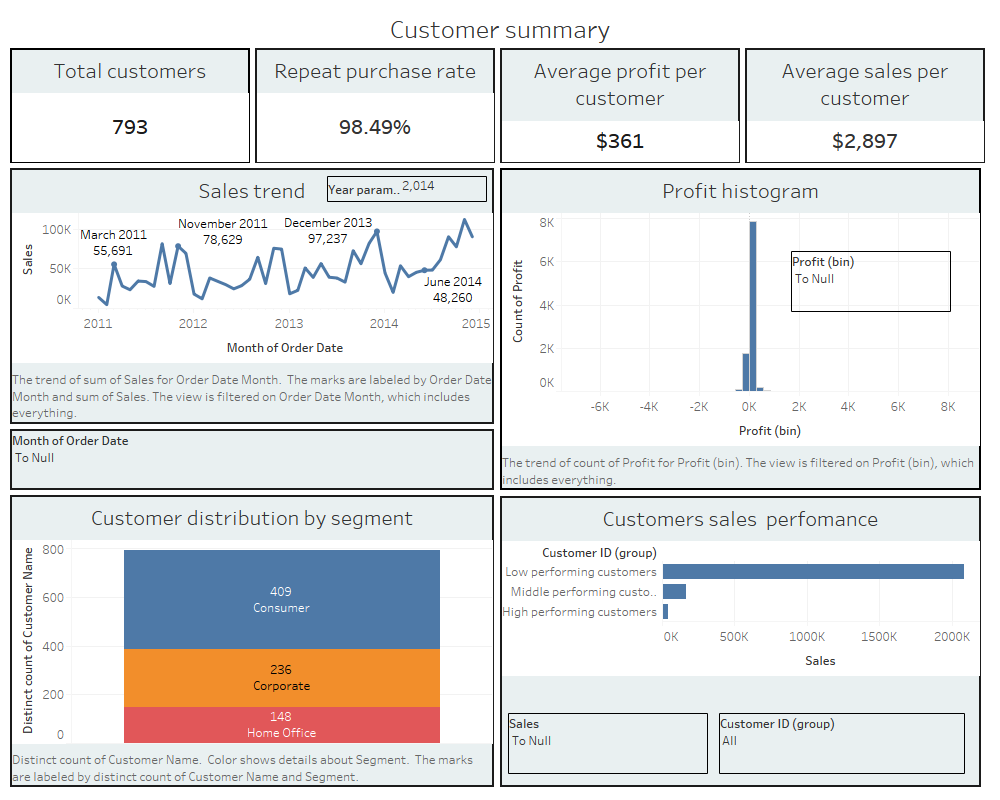 Customer summary
Total customers
793
Repeat purchase rate
98.49%
Average profit per
customer
$361
Average sales per
customer
$2,897
Sales trend
Year param..
2,014
Sales
100K
50K
0K
March 2011
55,691
November 2011
78,629
December 2013
97,237
June 2014
48,260
2011
2012
2013
2014
2015
Month of Order Date
The trend of sum of Sales for Order Date Month. The marks are labeled by Order Date
Month and sum of Sales. The view is filtered on Order Date Month, which includes
everything.
Month of Order Date
To Null
Profit histogram
Count of Profit
8K
6K
4K
2K
0K
Profit (bin)
To Null
-6K
-4K
-2K
0K
2K
4K
6K
8K
Profit (bin)
The trend of count of Profit for Profit (bin). The view is filtered on Profit (bin), which
includes everything.
Customer distribution by segment
Distinct count of Customer Name
800
600
400
200
0
409
Consumer
236
Corporate
148
Home Office
Distinct count of Customer Name. Color shows details about Segment. The marks
are labeled by distinct count of Customer Name and Segment.
Customers sales perfomance
Customer ID (group)
Low performing customers
Middle performing custo..
High performing customers
0K
500K
1000K
1500K
2000K
Sales
Sales
To Null
Customer ID (group)
All